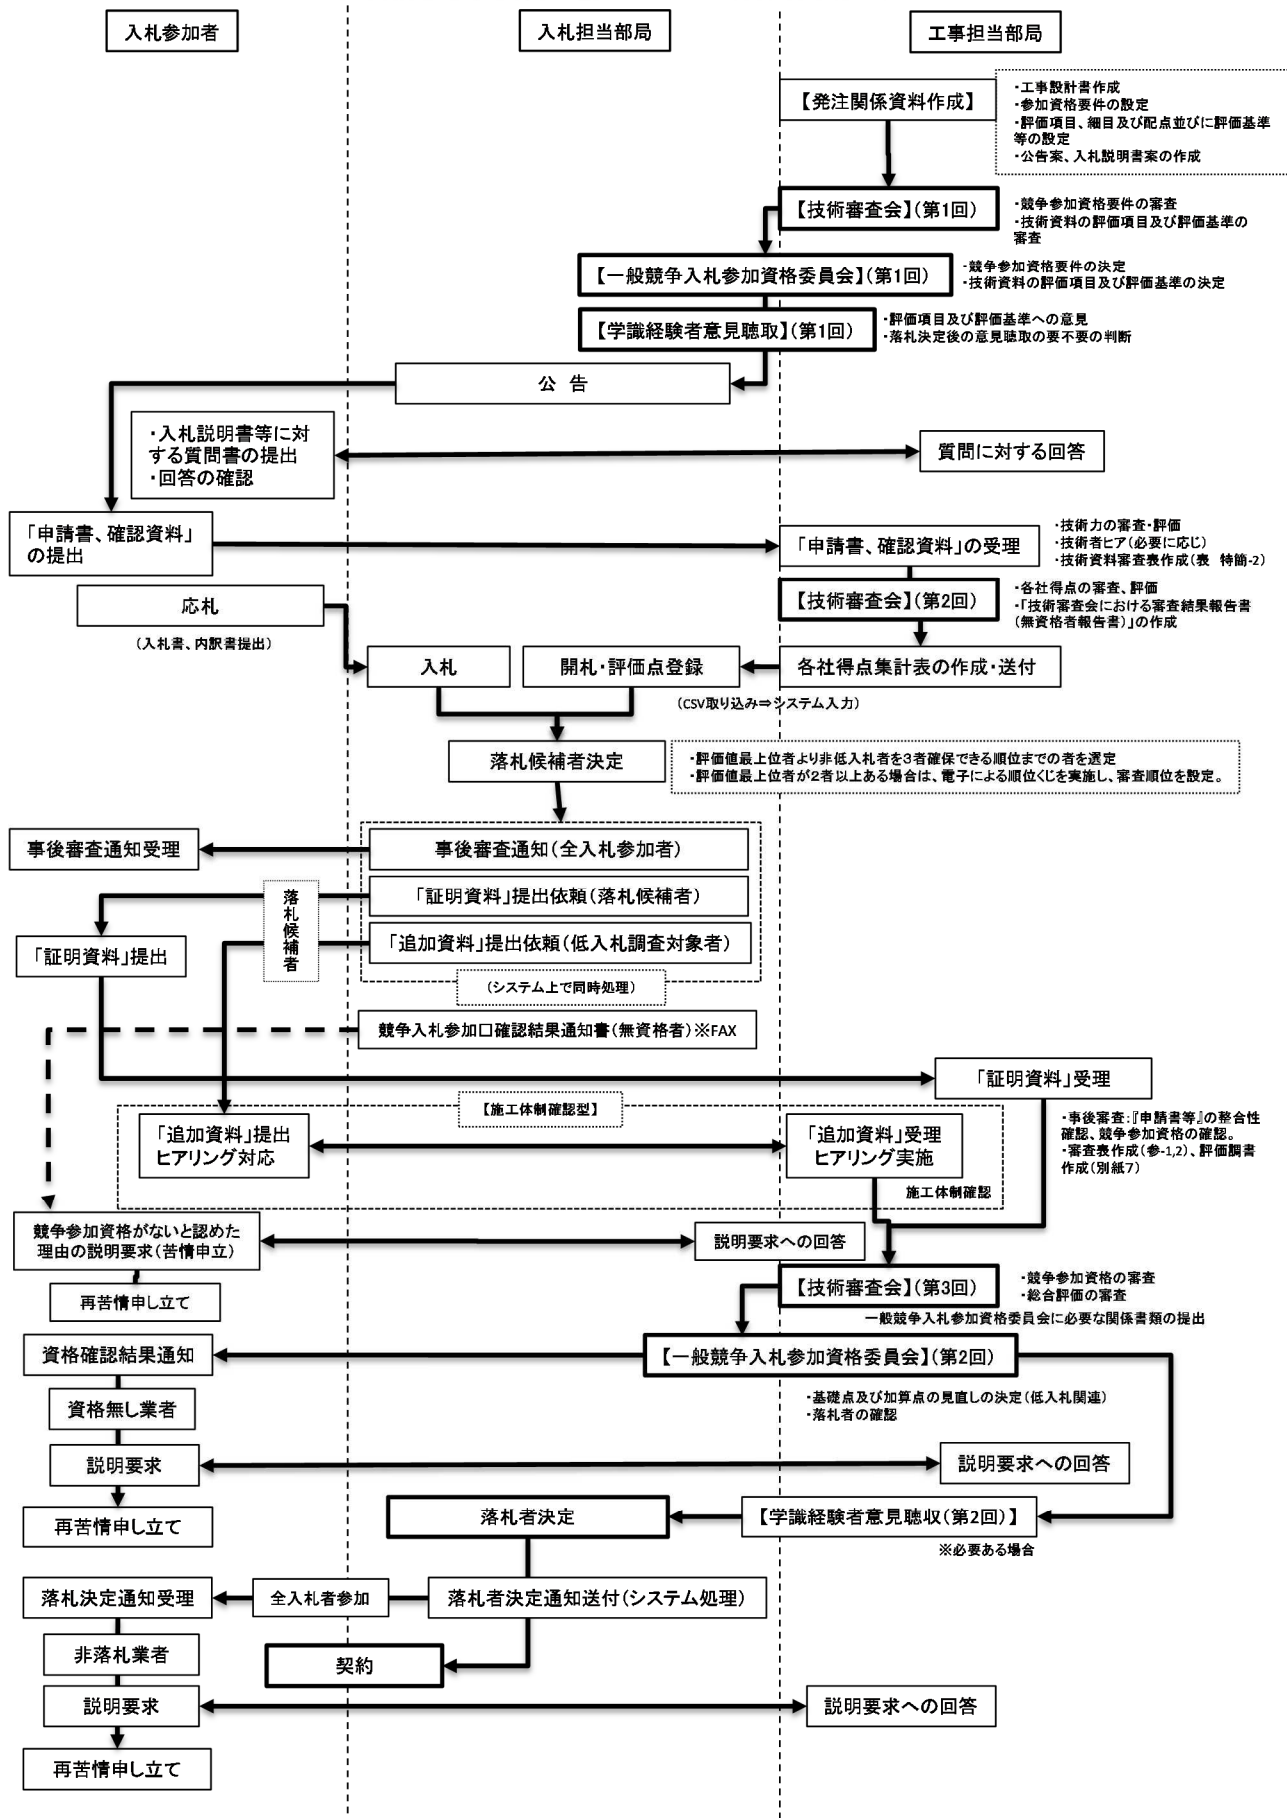 入札参加者
入札担当部局
工事担当部局
【発注関係資料作成】
・工事設計書作成
・参加資格要件の設定
・評価項目、細目及び配点並びに評価基準
等の設定
・公告案、入札説明書案の作成
【技術審査会】(第1回)
・競争参加資格要件の審査
・技術資料の評価項目及び評価基準の
審査
【一般競争入札参加資格委員会】(第1回)
・競争参加資格要件の決定
・技術資料の評価項目及び評価基準の決定
【学識経験者意見聴取】(第1回)
・評価項目及び評価基準への意見
・落札決定後の意見聴取の要不要の判断
公 告
・入札説明書等に対
する質問書の提出
・回答の確認
質問に対する回答
「申請書、確認資料」
の提出
「申請書、確認資料」の受理
・技術力の審査・評価
・技術者ヒア(必要に応じ)
・技術資料審査表作成(表 特簡-2)
応札
(入札書、内訳書提出)
【技術審査会】(第2回)
・各社得点の審査、評価
・「技術審査会における審査結果報告書
(無資格者報告書)」の作成
入札
開札・評価点登録
各社得点集計表の作成・送付
(CSV取り込み⇒システム入力)
落札候補者決定
・評価値最上位者より非低入札者を3者確保できる順位までの者を選定
・評価値最上位者が2者以上ある場合は、電子による順位くじを実施し、審査順位を設定。
事後審査通知受理
事後審査通知(全入札参加者)
落札候補者
「証明資料」提出依頼(落札候補者)
「証明資料」提出
「追加資料」提出依頼(低入札調査対象者)
(システム上で同時処理)
競争入札参加口確認結果通知書(無資格者)※FAX
「証明資料」受理
【施工体制確認型】
「追加資料」提出
ヒアリング対応
「追加資料」受理
ヒアリング実施
施工体制確認
・事後審査:『申請書等』の整合性
確認、競争参加資格の確認。
・審査表作成(参-1,2)、評価調書
作成(別紙7)
競争参加資格がないと認めた
理由の説明要求(苦情申立)
説明要求への回答
再苦情申し立て
【技術審査会】(第3回)
・競争参加資格の審査
・総合評価の審査
一般競争入札参加資格委員会に必要な関係書類の提出
資格確認結果通知
【一般競争入札参加資格委員会】(第2回)
・基礎点及び加算点の見直しの決定(低入札関連)
・落札者の確認
資格無し業者
説明要求
説明要求への回答
再苦情申し立て
落札者決定
【学識経験者意見聴収(第2回)】
※必要ある場合
落札決定通知受理
全入札者参加
落札者決定通知送付(システム処理)
非落札業者
契約
説明要求
説明要求への回答
再苦情申し立て